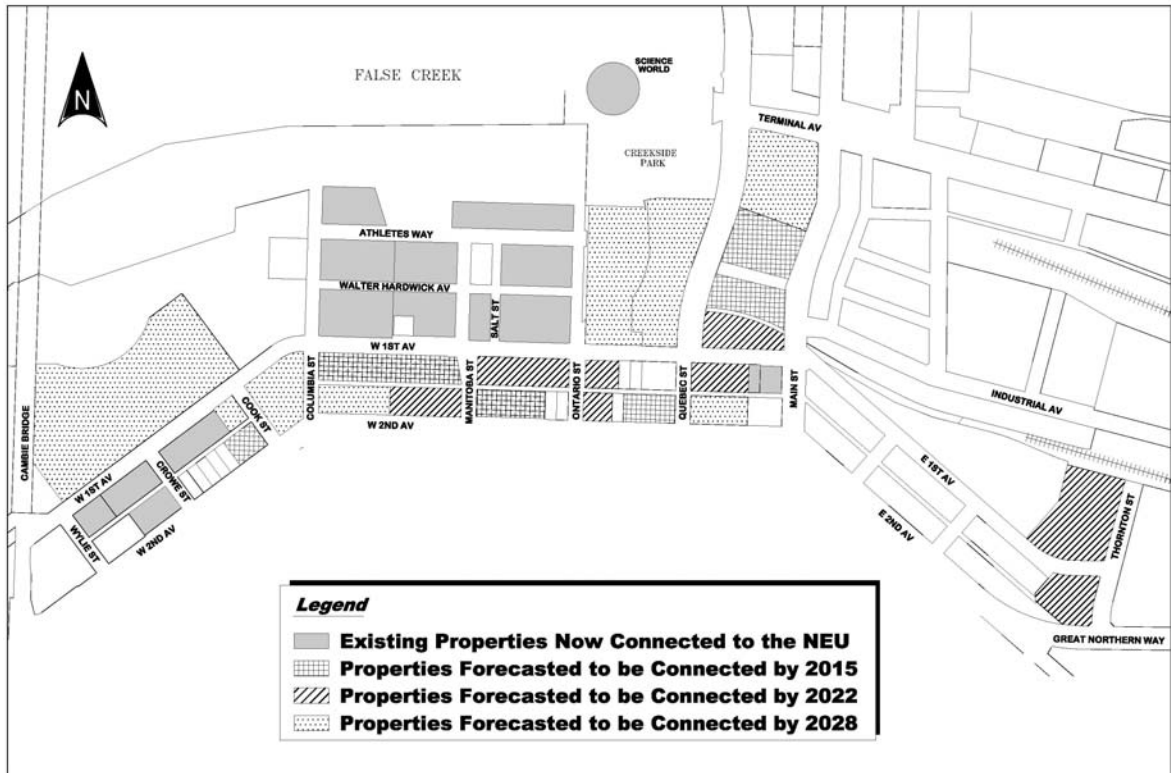 N
FALSE CREEK
SCIENCE
WORLD
TERMINAL AV
CREEKSIDE
PARK
ATHLETES WAY
WALTER HARDWICK AV
SALT ST
W 1ST AV
COLUMBIA ST
MANITOBA ST
ONTARIO ST
QUEBEC ST
MAIN ST
W 2ND AV
INDUSTRIAL AV
CAMBIE BRIDGE
COOK ST
CROWE ST
W 1ST AV
WYLIE ST
W 2ND AV
E 1ST AV
E 2ND AV
THORNTON ST
GREAT NORTHERN WAY
Legend
Existing Properties Now Connected to the NEU
Properties Forecasted to be Connected by 2015
Properties Forecasted to be Connected by 2022
Properties Forecasted to be Connected by 2028